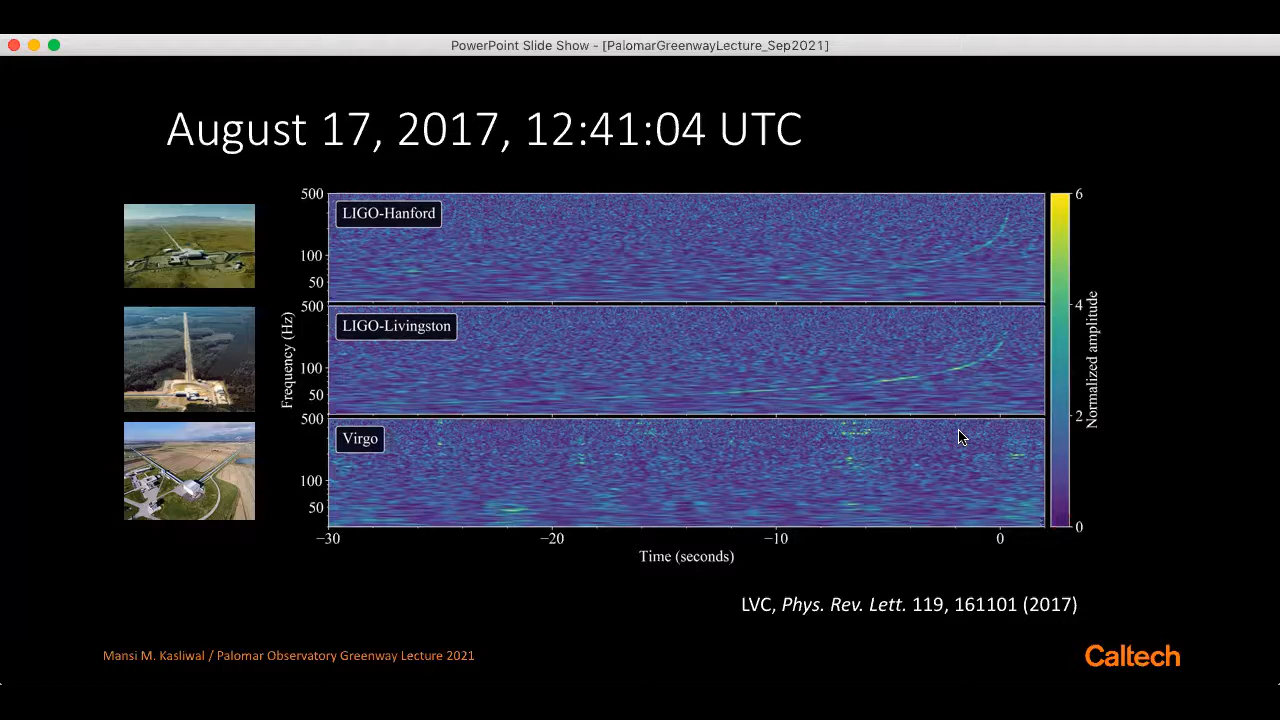 PowerPoint Slide Show - [PalomarGreenwayLecture_Sep2021]
August 17, 2017, 12:41:04 UTC
500
LIGO-Hanford
100
50
500
LIGO-Livingston
100
50
500
Virgo
100
50
Frequency (Hz)
−30
−20
−10
0
Time (seconds)
6
4
2
0
Normalized amplitude
LVC, Phys. Rev. Lett. 119, 161101 (2017)
Mansi M. Kasliwal / Palomar Observatory Greenway Lecture 2021
Caltech